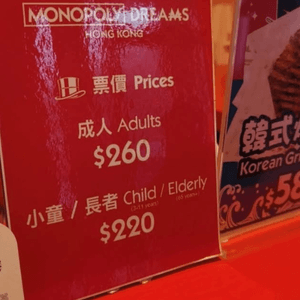 MONOPOLY DREAMS
HONG KONG
票價 Prices
成人 Adults
$260
小童 / 長者 Child / Elderly
$220
韓式
Korean Gr
$58